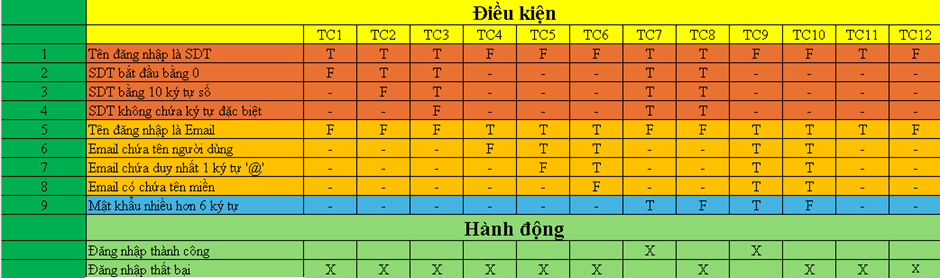 Điều kiện
TC1 TC2 TC3 TC4 TC5 TC6 TC7 TC8 TC9 TC10 TC11 TC12
1 Tên đăng nhập là SDT T T T F F F T T F F T F
2 SDT bắt đầu bằng 0 F T T - - - T T - - - -
3 SDT bằng 10 ký tự số - F T - - - T T - - - -
4 SDT không chứa ký tự đặc biệt - - F - - - T T - - - -
5 Tên đăng nhập là Email F F F T T T F F T T T F
6 Email chứa tên người dùng - - - F T T - - T T - -
7 Email chứa duy nhất 1 ký tự '@' - - - - F T - - T T - -
8 Email có chứa tên miền - - - - - F - - T T - -
9 Mật khẩu nhiều hơn 6 ký tự - - - - - - T F T F - -
Hành động
Đăng nhập thành công X X
Đăng nhập thất bại X X X X X X X X X X